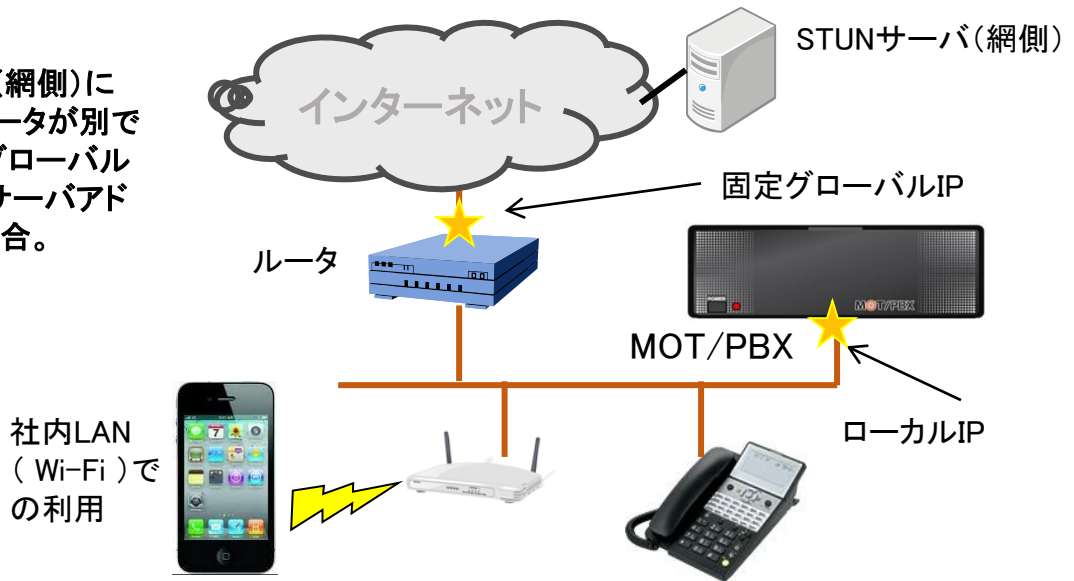 STUNサーバ（網側）
（網側）に
ータが別で
グローバル
サーバアド
合。
インターネット
固定グローバルIP
ルータ
POWER
MOT/PBX
MOT/PBX
ローカルIP
社内LAN
（ Wi-Fi ）で
の利用